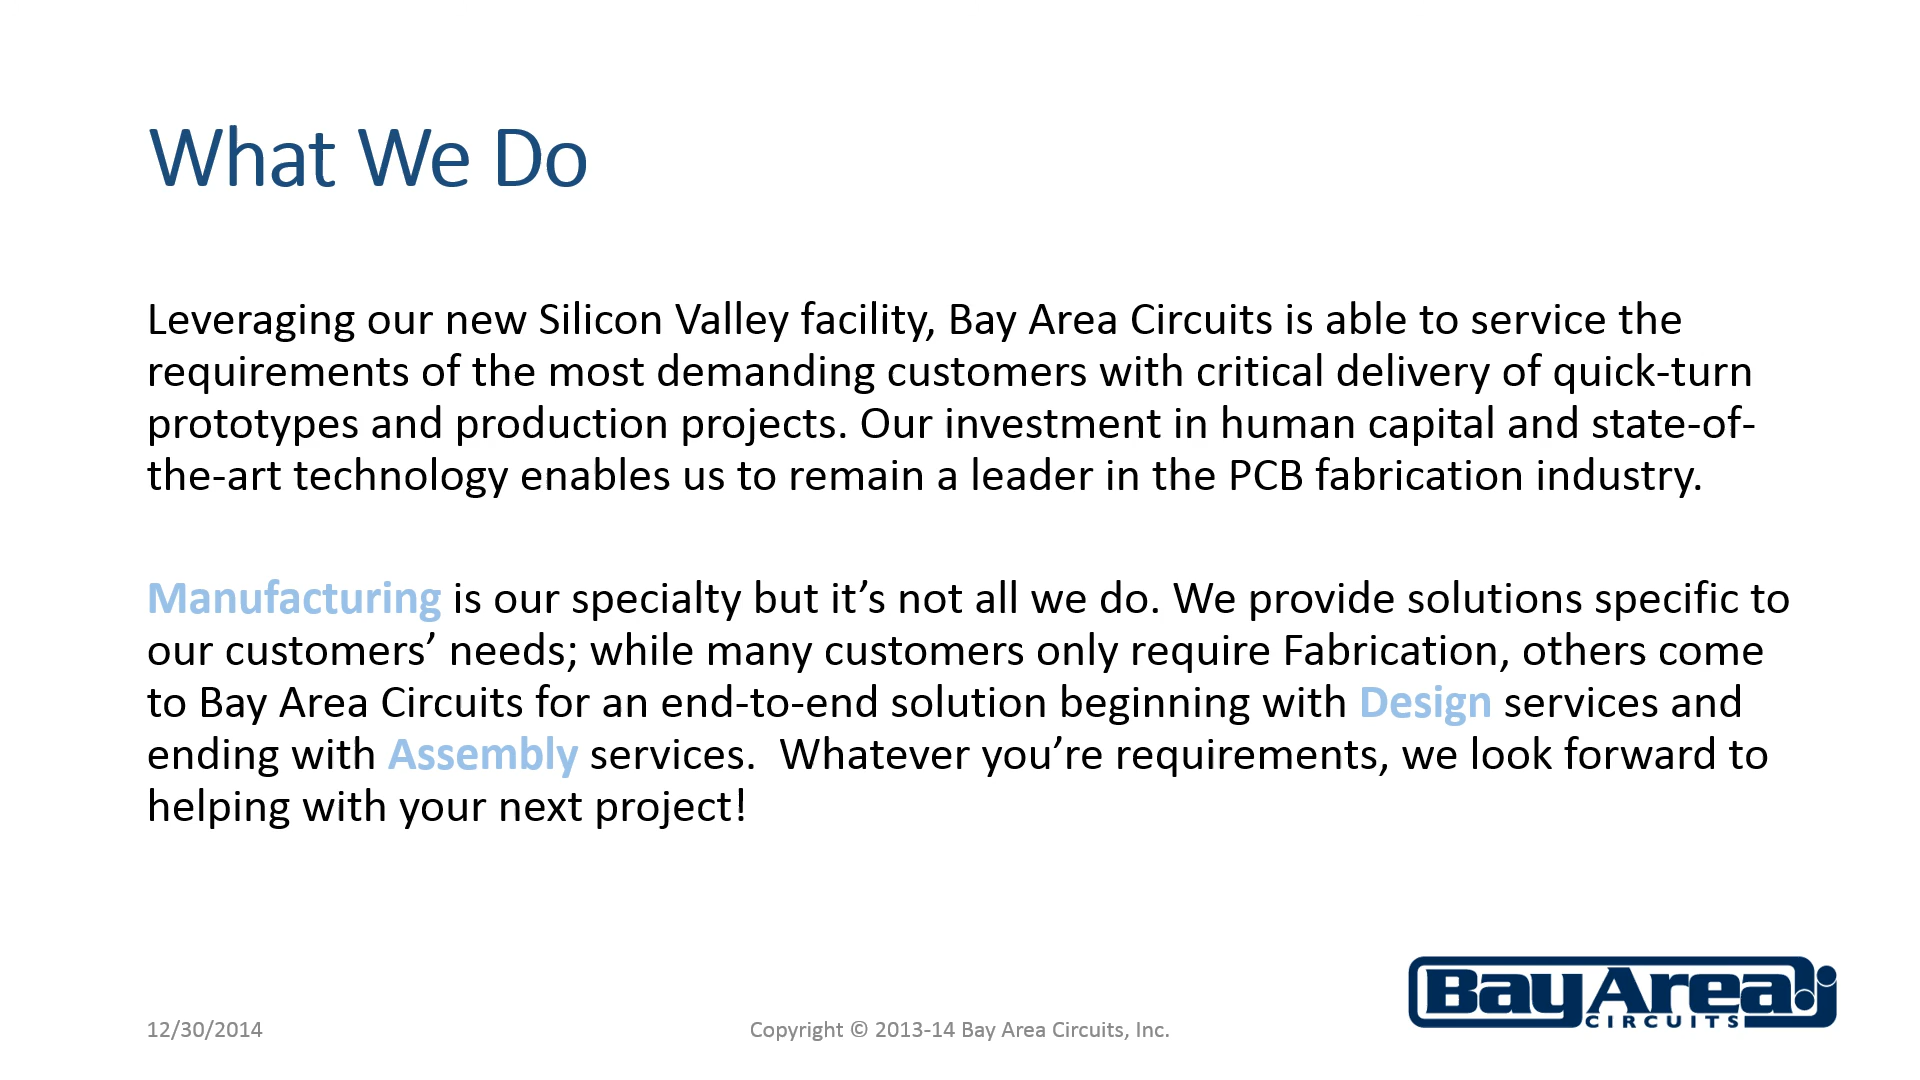 What We Do
Leveraging our new Silicon Valley facility, Bay Area Circuits is able to service the
requirements of the most demanding customers with critical delivery of quick-turn
prototypes and production projects. Our investment in human capital and state-of-
the-art technology enables us to remain a leader in the PCB fabrication industry.
Manufacturing is our specialty but it’s not all we do. We provide solutions specific to
our customers’ needs; while many customers only require Fabrication, others come
to Bay Area Circuits for an end-to-end solution beginning with Design services and
ending with Assembly services.  Whatever you’re requirements, we look forward to
helping with your next project!
12/30/2014
Copyright © 2013-14 Bay Area Circuits, Inc.
Bay Area
CIRCUITS